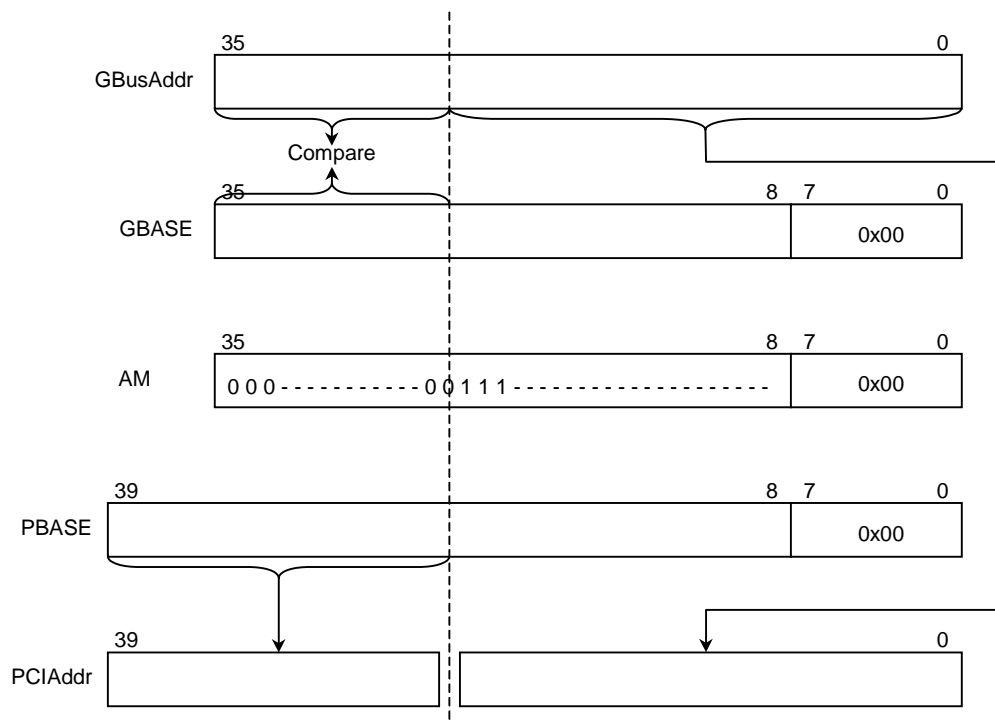 35 0
GBusAddr
Compare
35 8 7 0
GBASE 0x00
35 8 7 0
AM 0 0 0 - - - - - - - - - - - 0 0 1 1 1 - - - - - - - - - - - - - - - - - - - - 0x00
39 8 7 0
PBASE 0x00
39 0
PCIAddr